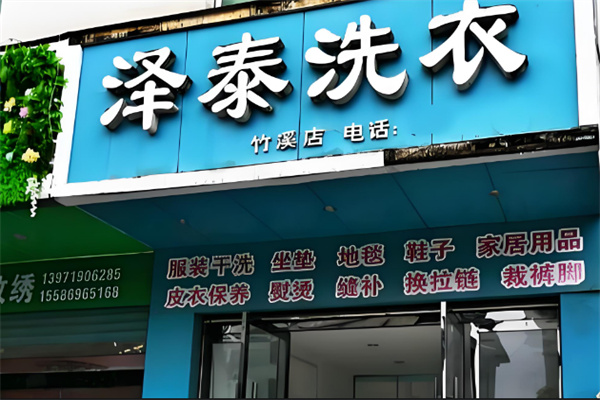 泽泰洗衣
竹溪店 电话:
服装干洗 坐垫 地毯 鞋子 家居用品
皮衣保养 熨烫 缝补 换拉链 裁裤脚
绣 13971906285
15586965168